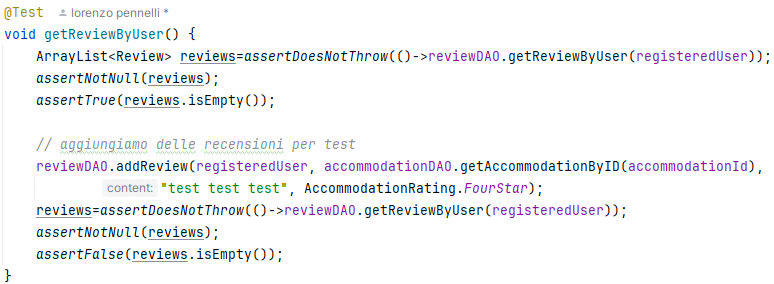 @Test lorenzo pennelli *
void getReviewByUser() {
ArrayList<Review> reviews=assertDoesNotThrow(()->reviewDAO.getReviewByUser(registeredUser));
assertNotNull(reviews);
assertTrue(reviews.isEmpty());
// aggiungiamo delle recensioni per test
reviewDAO.addReview(registeredUser, accommodationDAO.getAccommodationByID(accommodationId),
content: "test test test", AccommodationRating.FourStar);
reviews=assertDoesNotThrow(()->reviewDAO.getReviewByUser(registeredUser));
assertNotNull(reviews);
assertFalse(reviews.isEmpty());
}